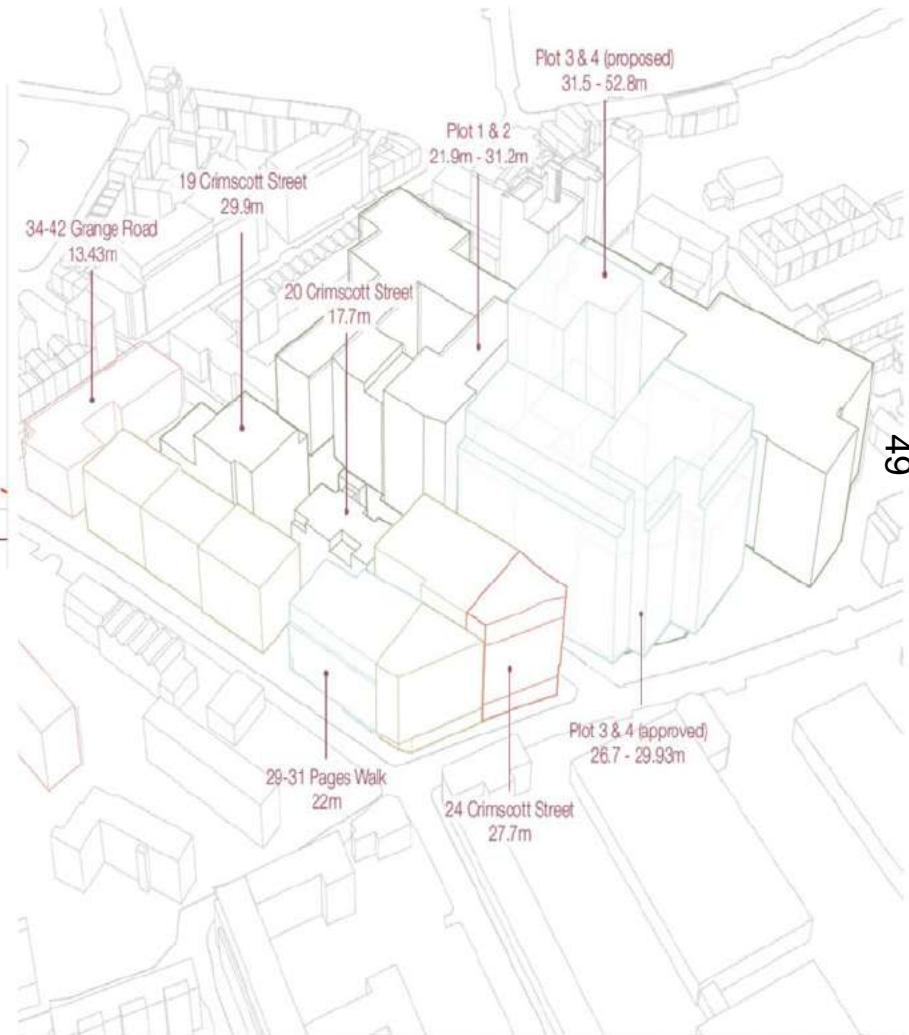 Plot 3 & 4 (proposed)
31.5 - 52.8m
Plot 1 & 2
21.9m - 31.2m
19 Crimscott Street
29.9m
34-42 Grange Road
13.43m
20 Crimscott Street
17.7m
49
Plot 3 & 4 (approved)
26.7 - 29.93m
29-31 Pages Walk
22m
24 Crimscott Street
27.7m